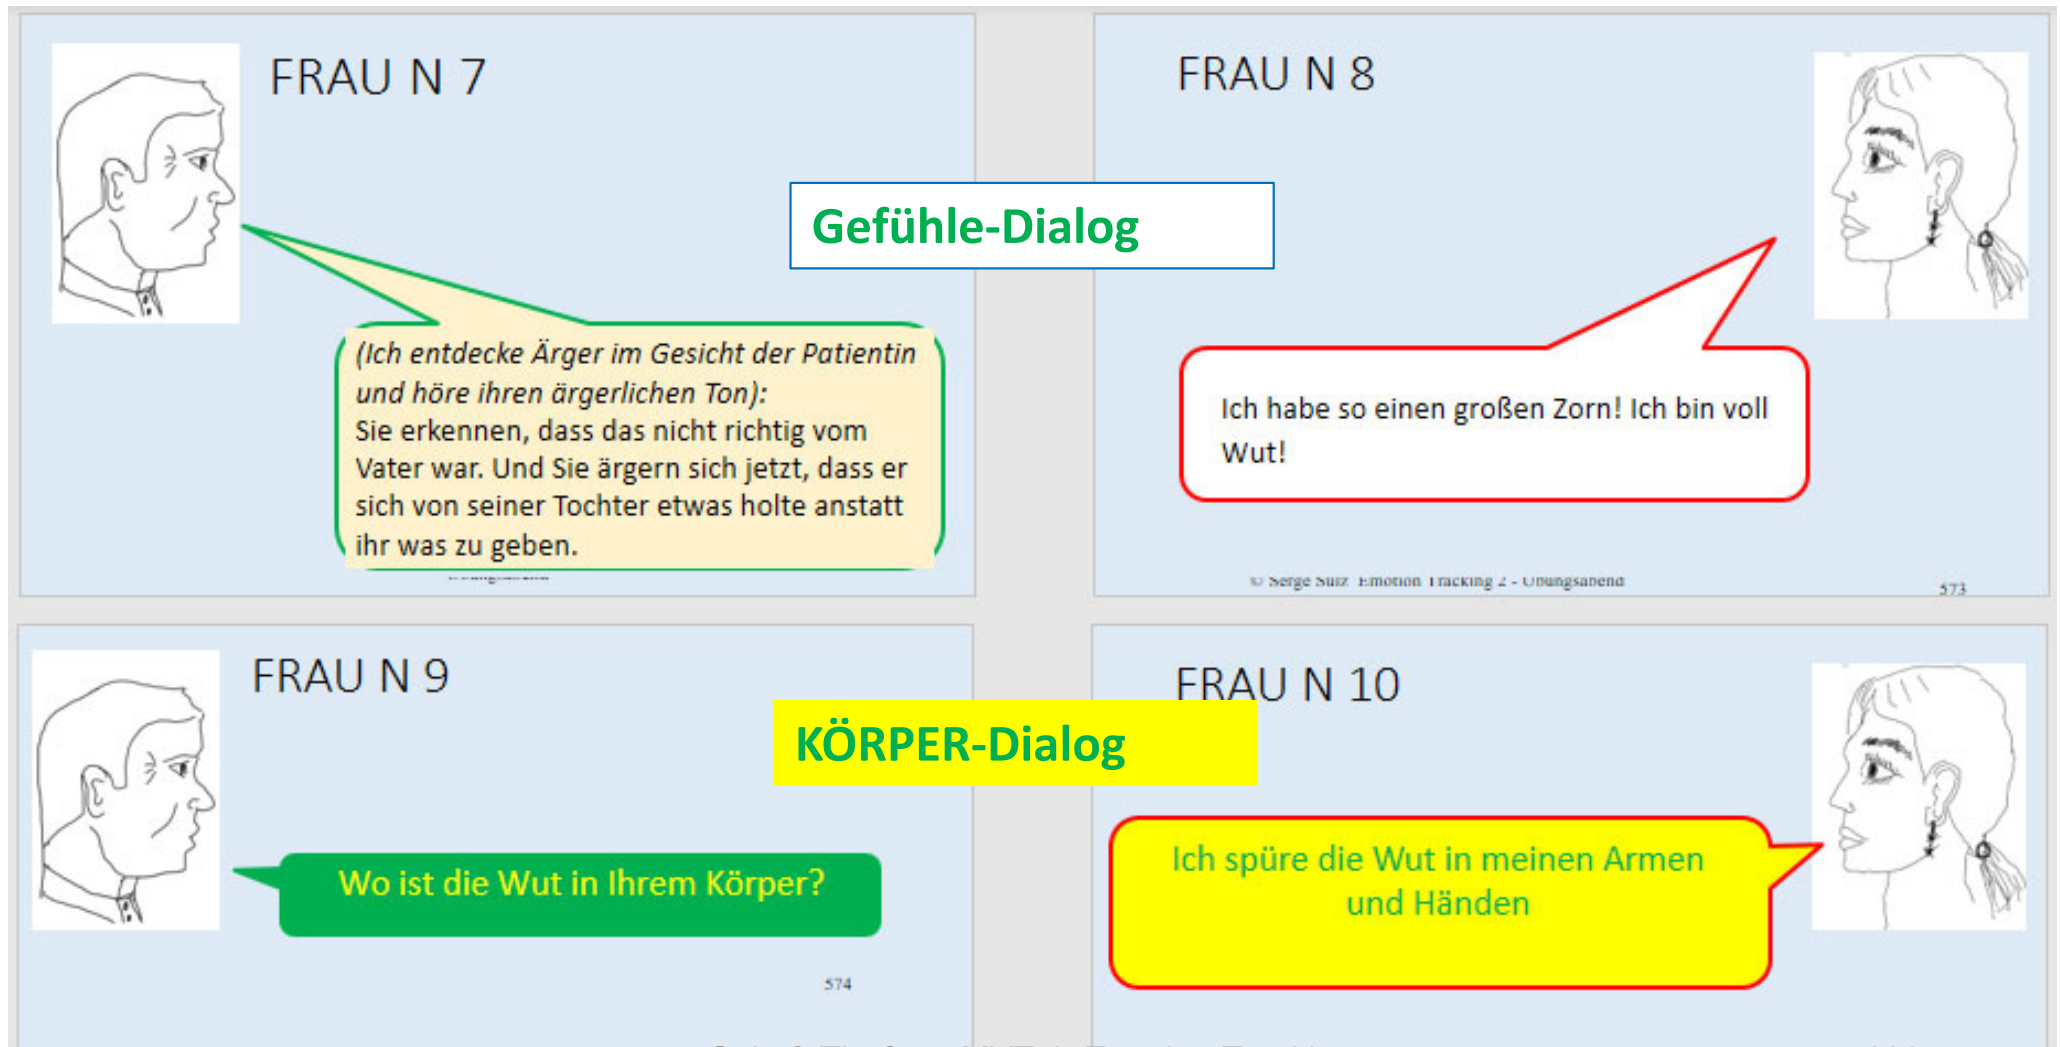 FRAU N 7
FRAU N 8
Gefühle-Dialog
(Ich entdecke Ärger im Gesicht der Patientin
und höre ihren ärgerlichen Ton):
Sie erkennen, dass das nicht richtig vom
Vater war. Und Sie ärgern sich jetzt, dass er
sich von seiner Tochter etwas holte anstatt
ihr was zu geben.
Ich habe so einen großen Zorn! Ich bin voll
Wut!
© Serge Sulz Emotion Tracking 2 - Übungsabend
573
FRAU N 9
FRAU N 10
KÖRPER-Dialog
Wo ist die Wut in Ihrem Körper?
Ich spüre die Wut in meinen Armen
und Händen
574